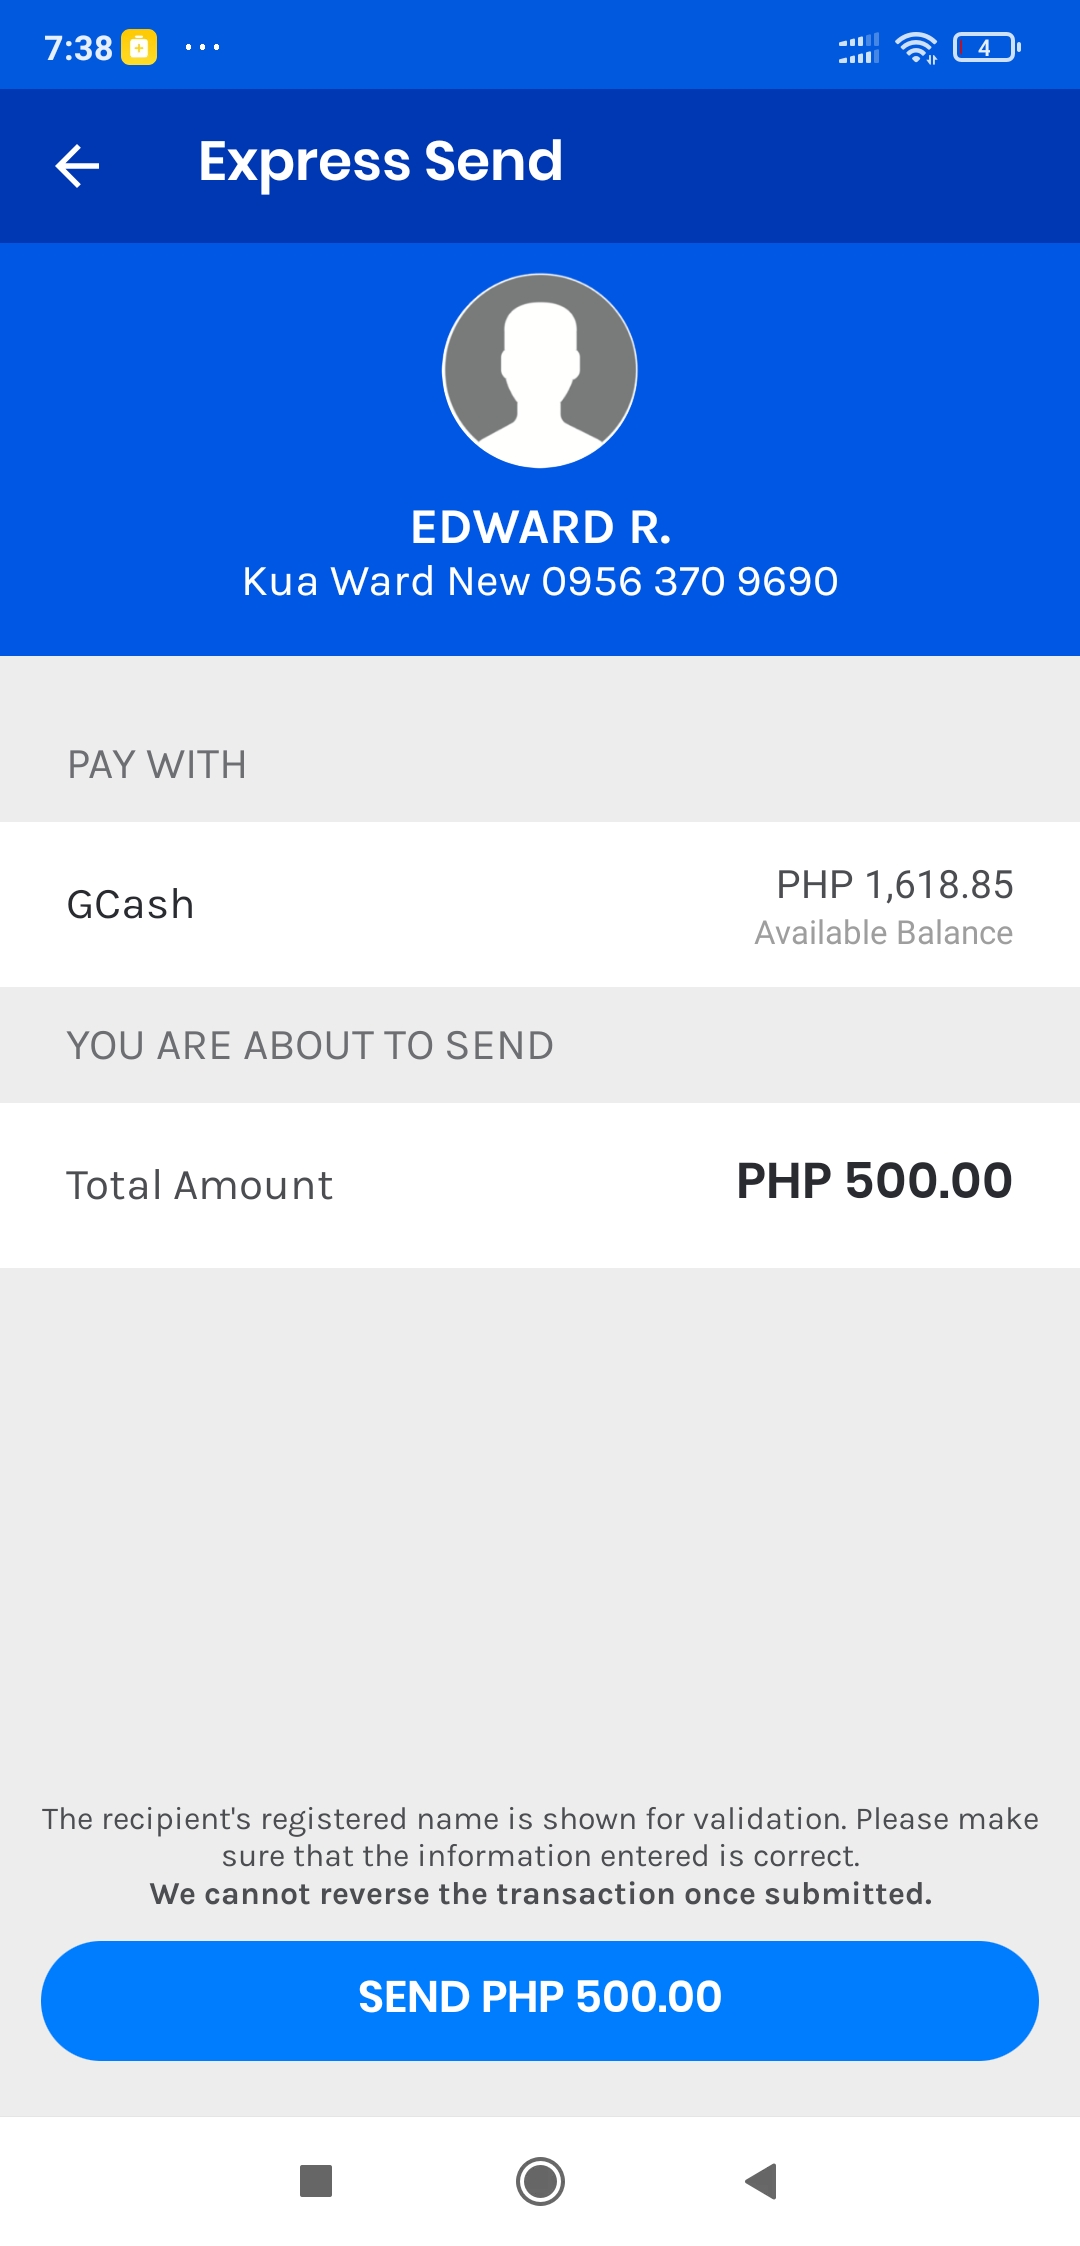 7:38
4
Express Send
EDWARD R.
Kua Ward New 0956 370 9690
PAY WITH
GCash
PHP 1,618.85
Available Balance
YOU ARE ABOUT TO SEND
Total Amount
PHP 500.00
The recipient's registered name is shown for validation. Please make
sure that the information entered is correct.
We cannot reverse the transaction once submitted.
SEND PHP 500.00